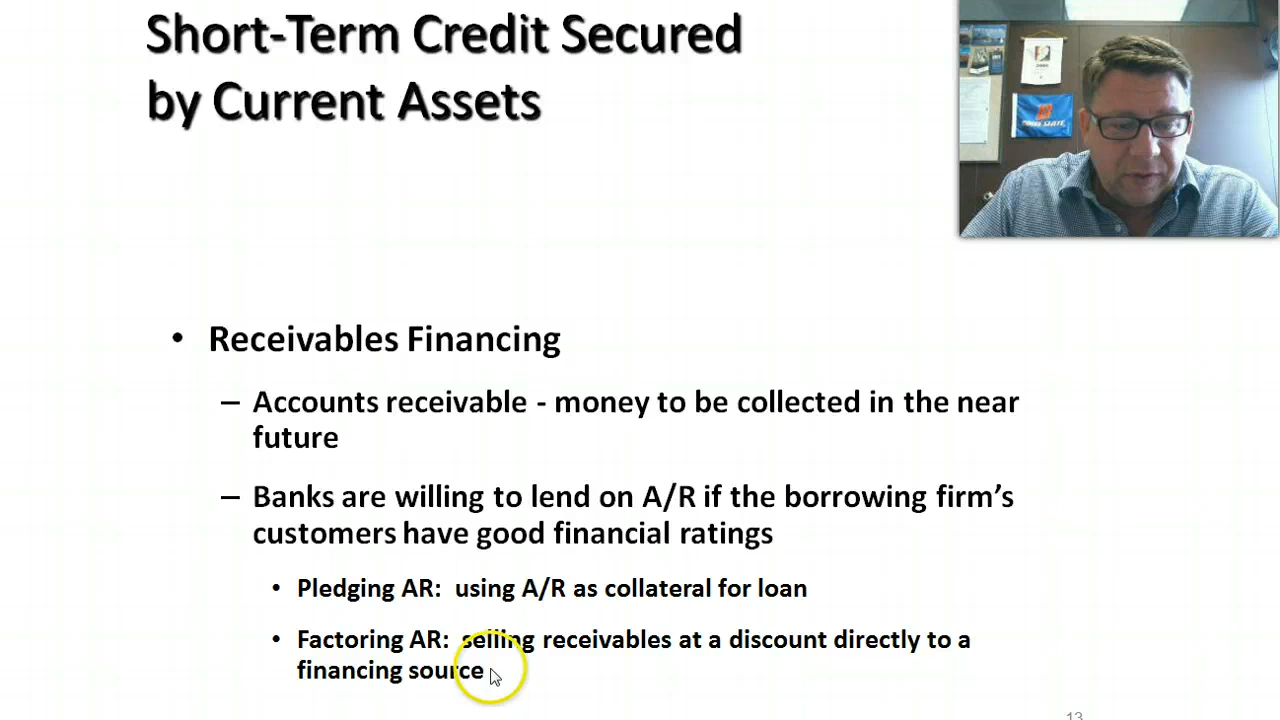 Short-Term Credit Secured
by Current Assets
• Receivables Financing
– Accounts receivable - money to be collected in the near
future
– Banks are willing to lend on A/R if the borrowing firm’s
customers have good financial ratings
• Pledging AR:  using A/R as collateral for loan
• Factoring AR:  selling receivables at a discount directly to a
financing source
13